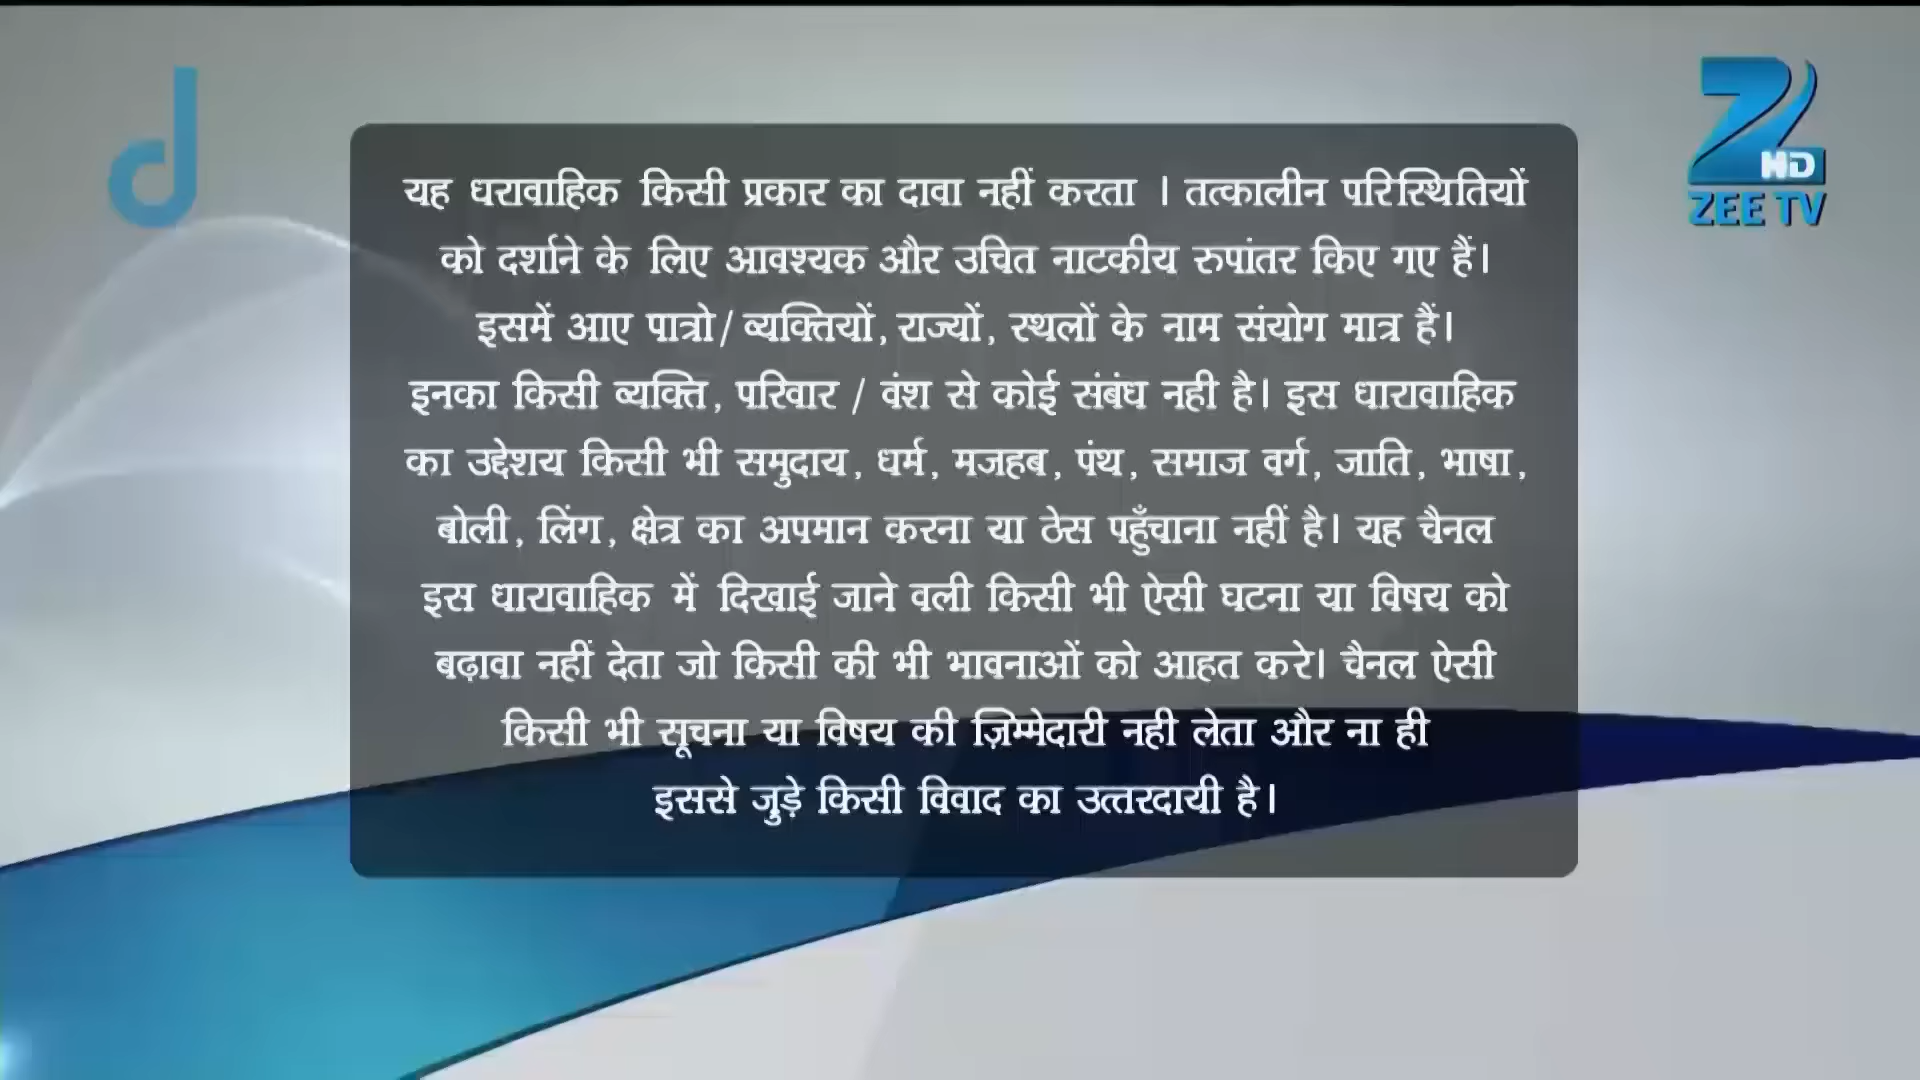 यह धरावाहिक किसी प्रकार का दावा नहीं करता । तत्कालीन परिस्थितियों
को दर्शाने के लिए आवश्यक और उचित नाटकीय रुपांतर किए गए हैं।
इसमें आए पात्रो/ व्यक्तियों, राज्यों, स्थलों के नाम संयोग मात्र हैं।
इनका किसी व्यक्ति, परिवार / वंश से कोई संबंध नही है। इस धारावाहिक
का उद्देशय किसी भी समुदाय, धर्म, मजहब, पंथ, समाज वर्ग, जाति, भाषा,
बोली, लिंग, क्षेत्र का अपमान करना या ठेस पहुँचाना नहीं है। यह चैनल
इस धारावाहिक में दिखाई जाने वली किसी भी ऐसी घटना या विषय को
बढ़ावा नहीं देता जो किसी की भी भावनाओं को आहत करे। चैनल ऐसी
किसी भी सूचना या विषय की ज़िम्मेदारी नही लेता और ना ही
इससे जुड़े किसी विवाद का उत्तरदायी है।
d
Z HD
ZEE TV